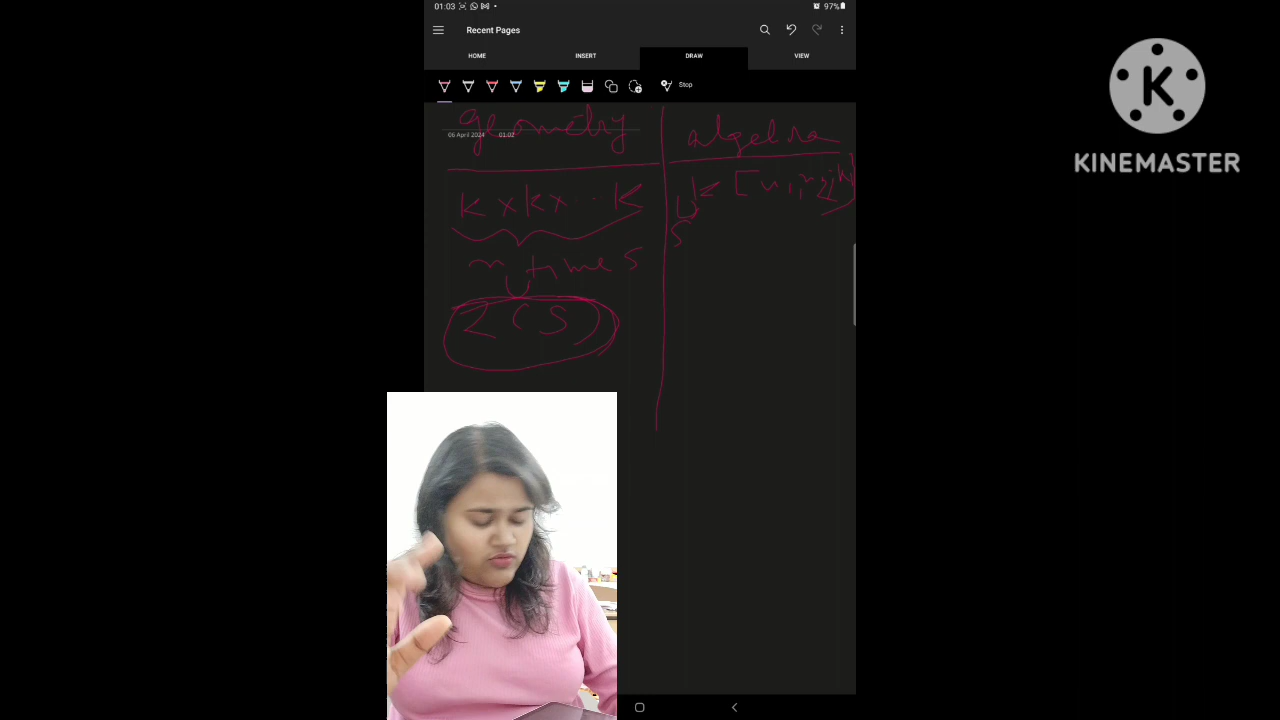 01:03
97%
Recent Pages
HOME INSERT DRAW VIEW
Stop
geometry
06 April 2024 01:02
K x K x . K
n times
Z(S)
algebra
K [
S
K
KINEMASTER